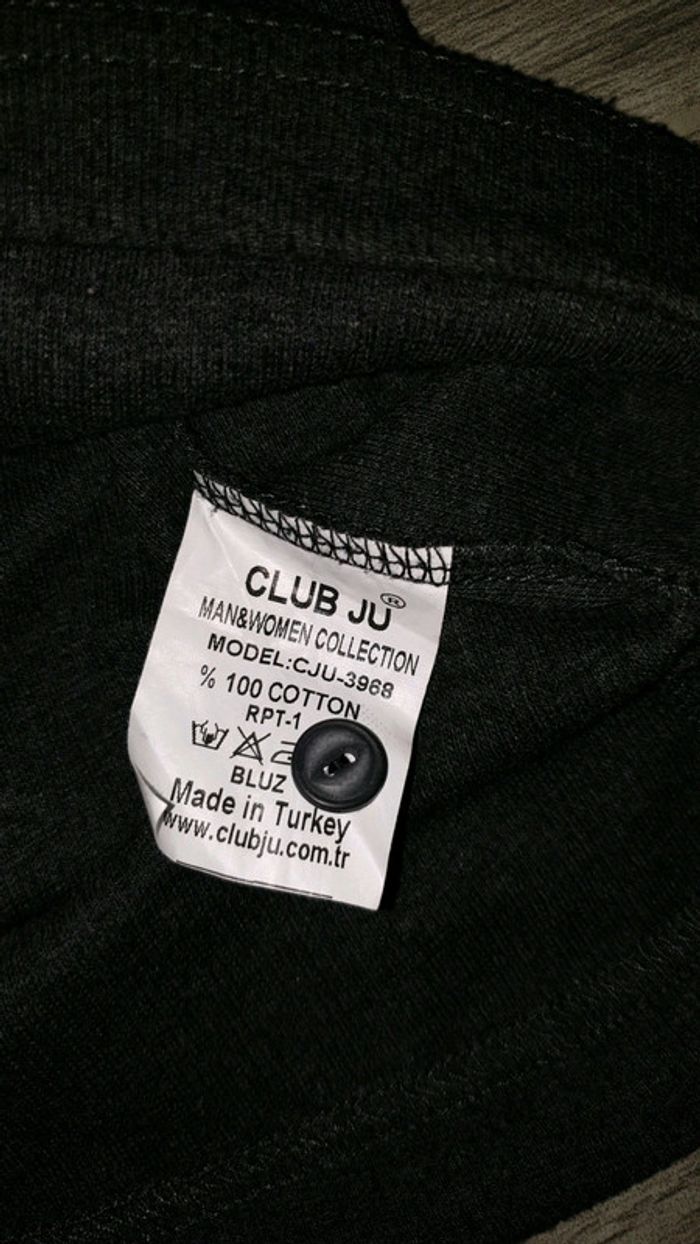 CLUB JU®
MAN&WOMEN COLLECTION
MODEL:CJU-3968
% 100 COTTON
RPT-1
BLUZ
Made in Turkey
www.clubju.com.tr